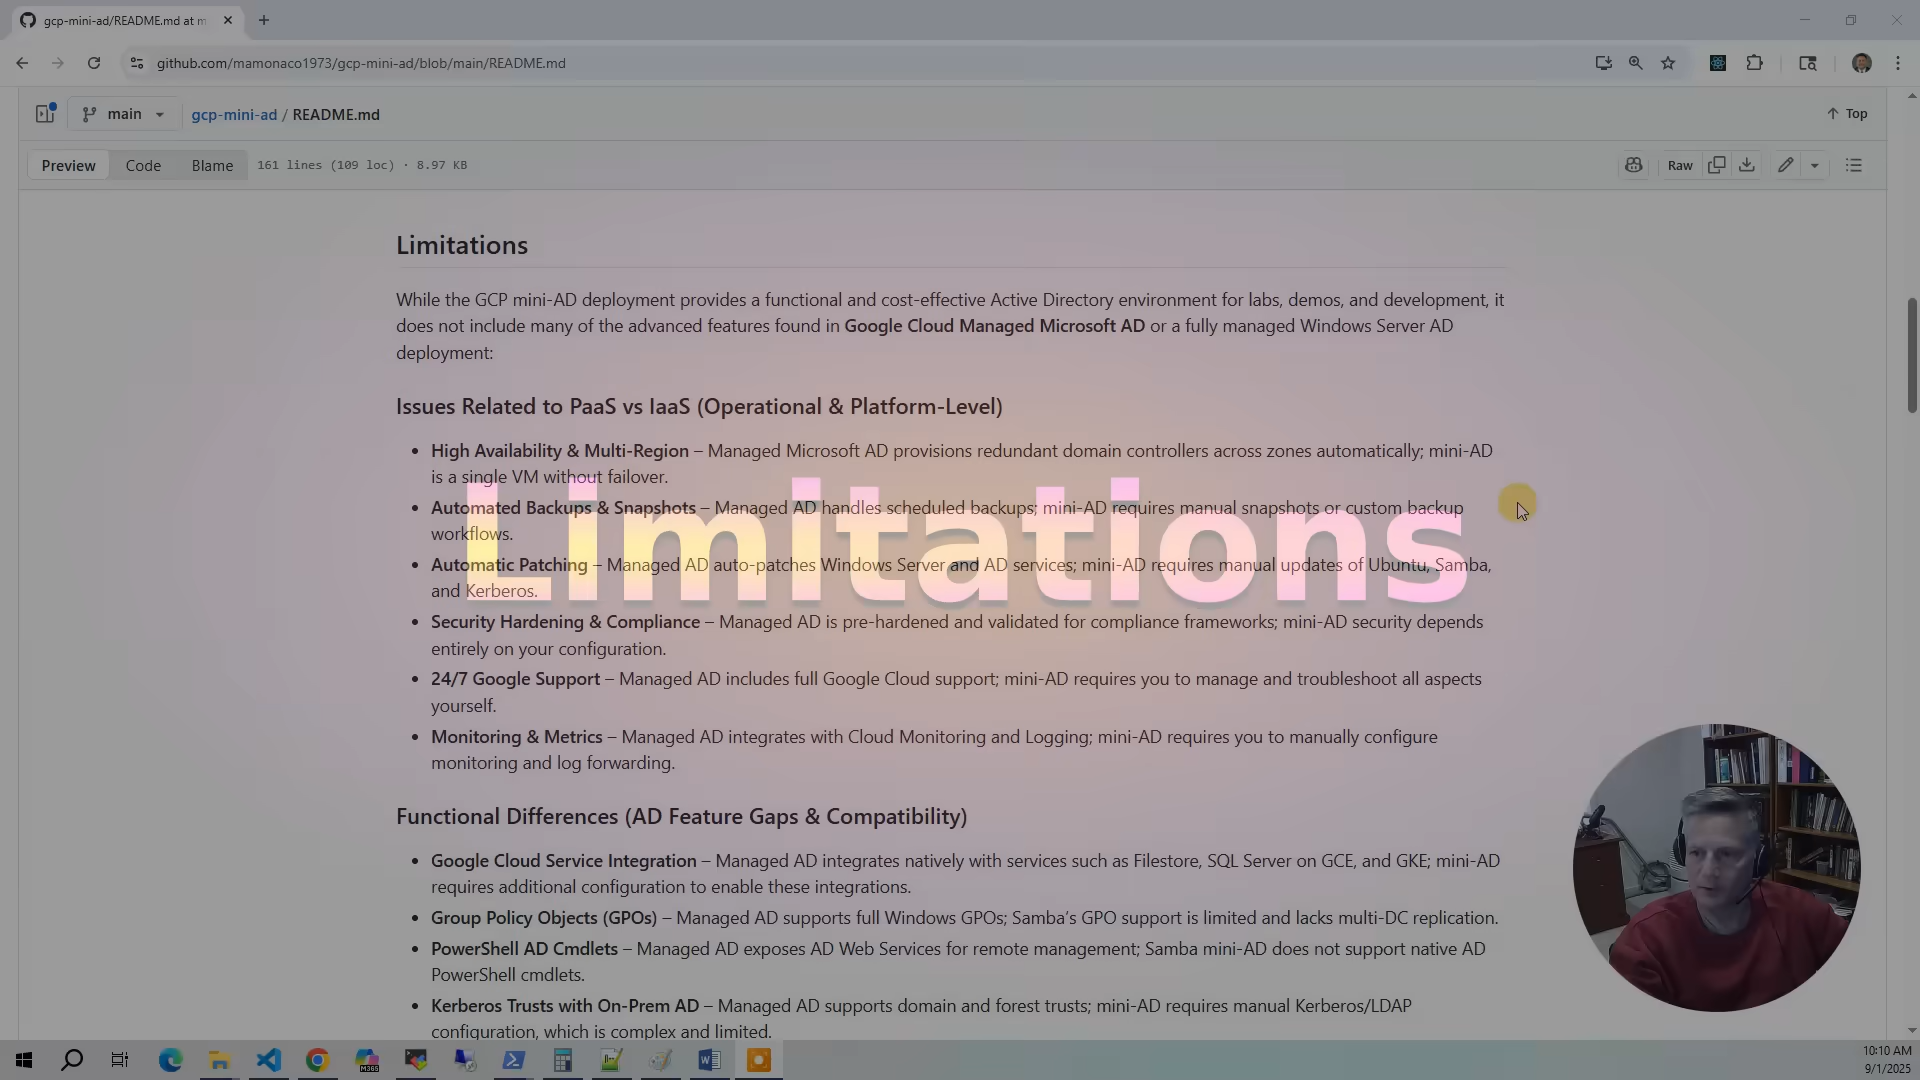 gcp-mini-ad/README.md at m
github.com/mamonaco1973/gcp-mini-ad/blob/main/README.md
main
gcp-mini-ad / README.md
Top
Preview
Code
Blame
161 lines (109 loc) · 8.97 KB
Raw
Limitations
While the GCP mini-AD deployment provides a functional and cost-effective Active Directory environment for labs, demos, and development, it
does not include many of the advanced features found in Google Cloud Managed Microsoft AD or a fully managed Windows Server AD
deployment:
Issues Related to PaaS vs IaaS (Operational & Platform-Level)
• High Availability & Multi-Region – Managed Microsoft AD provisions redundant domain controllers across zones automatically; mini-AD
is a single VM without failover.
• Automated Backups & Snapshots – Managed AD handles scheduled backups; mini-AD requires manual snapshots or custom backup
workflows.
Limitations
• Automatic Patching – Managed AD auto-patches Windows Server and AD services; mini-AD requires manual updates of Ubuntu, Samba,
and Kerberos.
• Security Hardening & Compliance – Managed AD is pre-hardened and validated for compliance frameworks; mini-AD security depends
entirely on your configuration.
• 24/7 Google Support – Managed AD includes full Google Cloud support; mini-AD requires you to manage and troubleshoot all aspects
yourself.
• Monitoring & Metrics – Managed AD integrates with Cloud Monitoring and Logging; mini-AD requires you to manually configure
monitoring and log forwarding.
Functional Differences (AD Feature Gaps & Compatibility)
• Google Cloud Service Integration – Managed AD integrates natively with services such as Filestore, SQL Server on GCE, and GKE; mini-AD
requires additional configuration to enable these integrations.
• Group Policy Objects (GPOs) – Managed AD supports full Windows GPOs; Samba's GPO support is limited and lacks multi-DC replication.
• PowerShell AD Cmdlets – Managed AD exposes AD Web Services for remote management; Samba mini-AD does not support native AD
PowerShell cmdlets.
• Kerberos Trusts with On-Prem AD – Managed AD supports domain and forest trusts; mini-AD requires manual Kerberos/LDAP
configuration, which is complex and limited.
M365
10:10 AM
9/1/2025